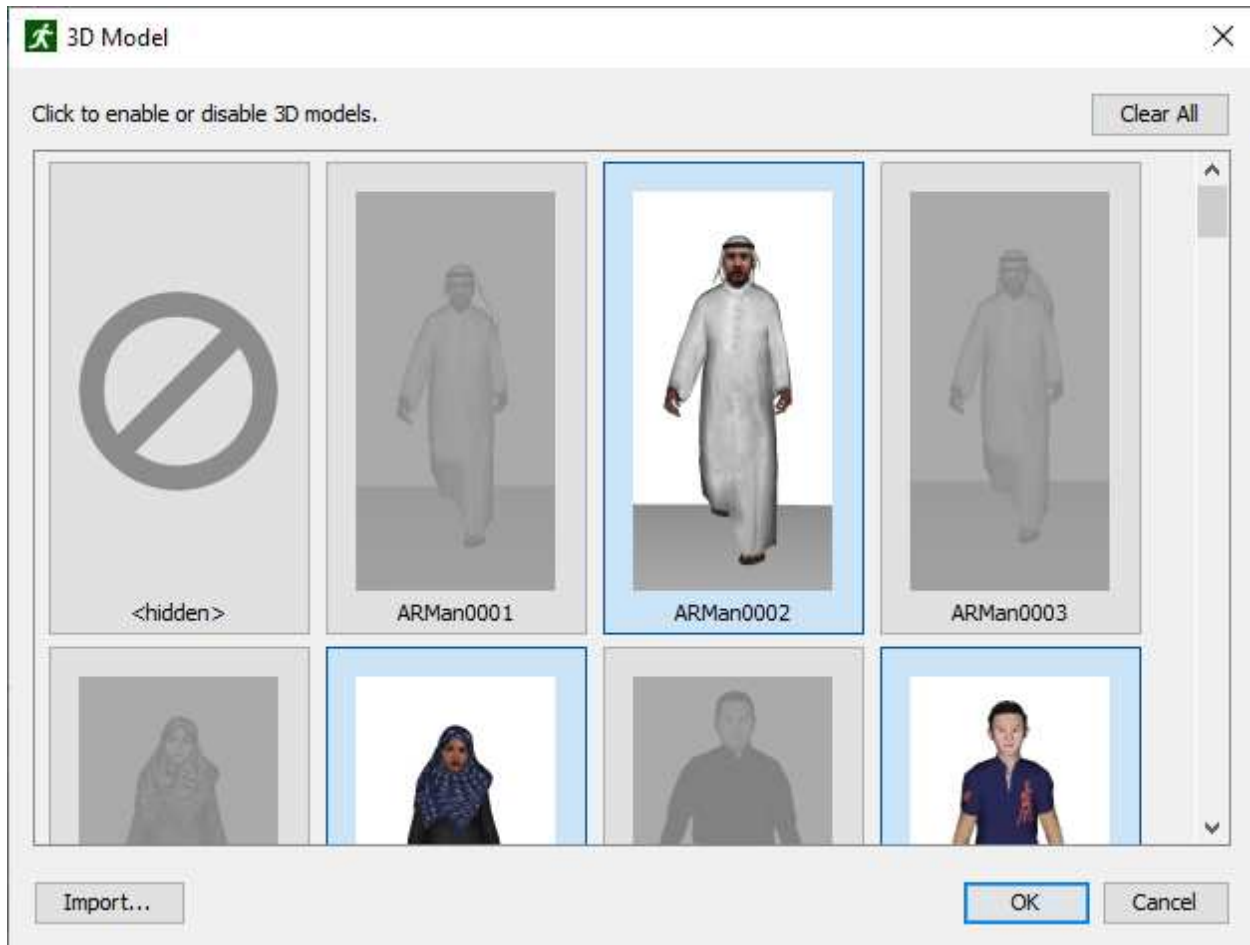 3D Model
Click to enable or disable 3D models.
Clear All
<hidden>
ARMan0001
ARMan0002
ARMan0003
Import...
OK
Cancel